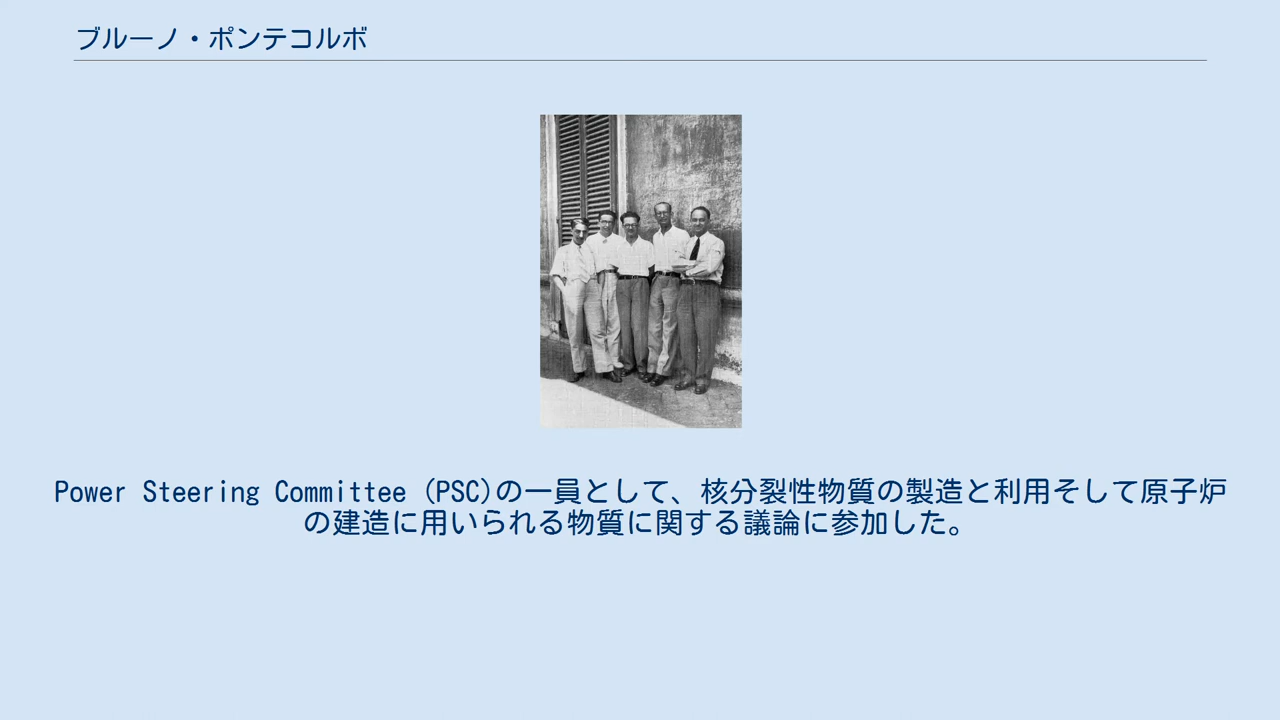 ブルーノ・ポンテコルボ
Power Steering Committee (PSC)の一員として、核分裂性物質の製造と利用そして原子炉
の建造に用いられる物質に関する議論に参加した。